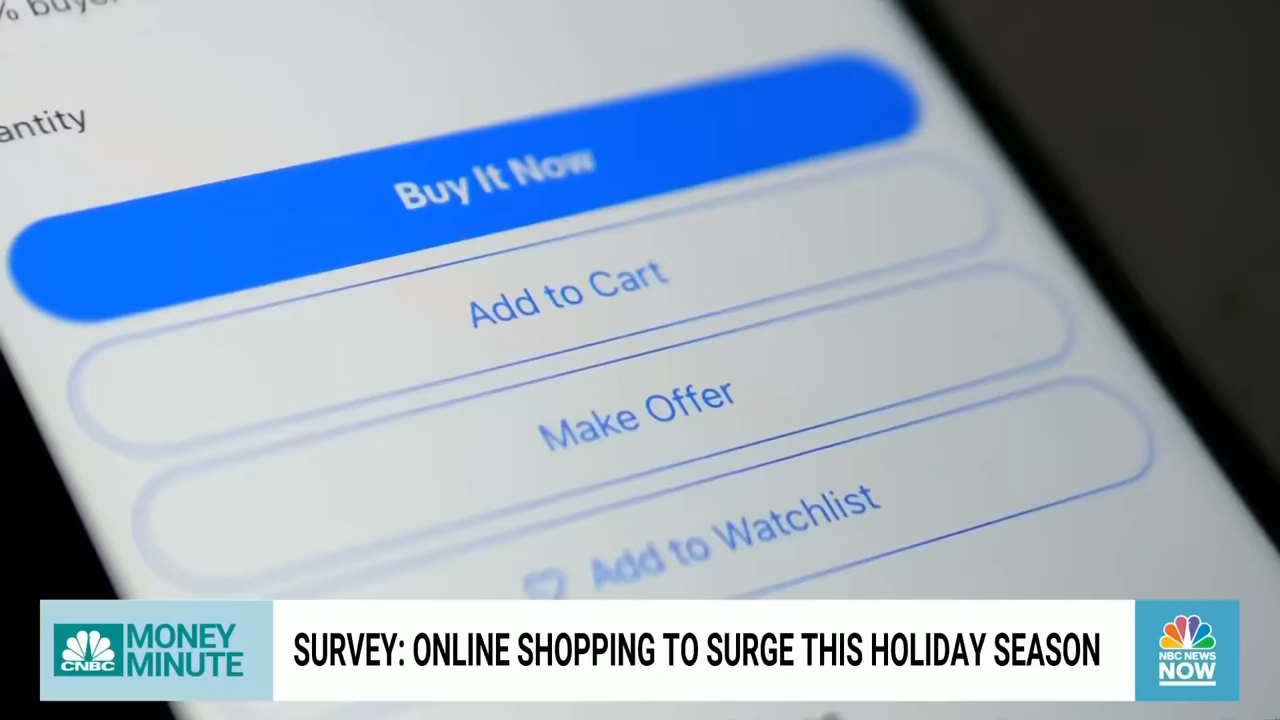 % buyer
antity
Buy It Now
Add to Cart
Make Offer
Add to Watchlist
CNBC
MONEY
MINUTE
SURVEY: ONLINE SHOPPING TO SURGE THIS HOLIDAY SEASON
NBC NEWS
NOW